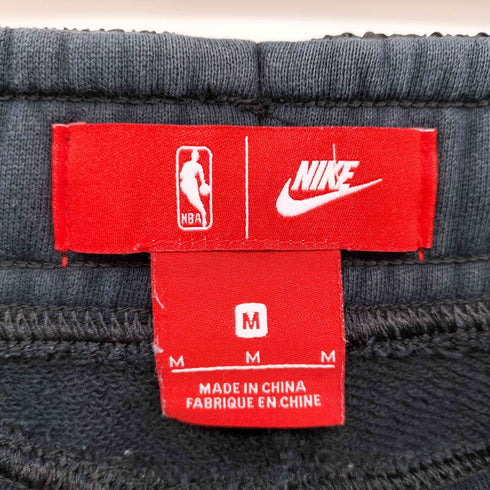 NBA
NIKE
M
M M M
MADE IN CHINA
FABRIQUE EN CHINE